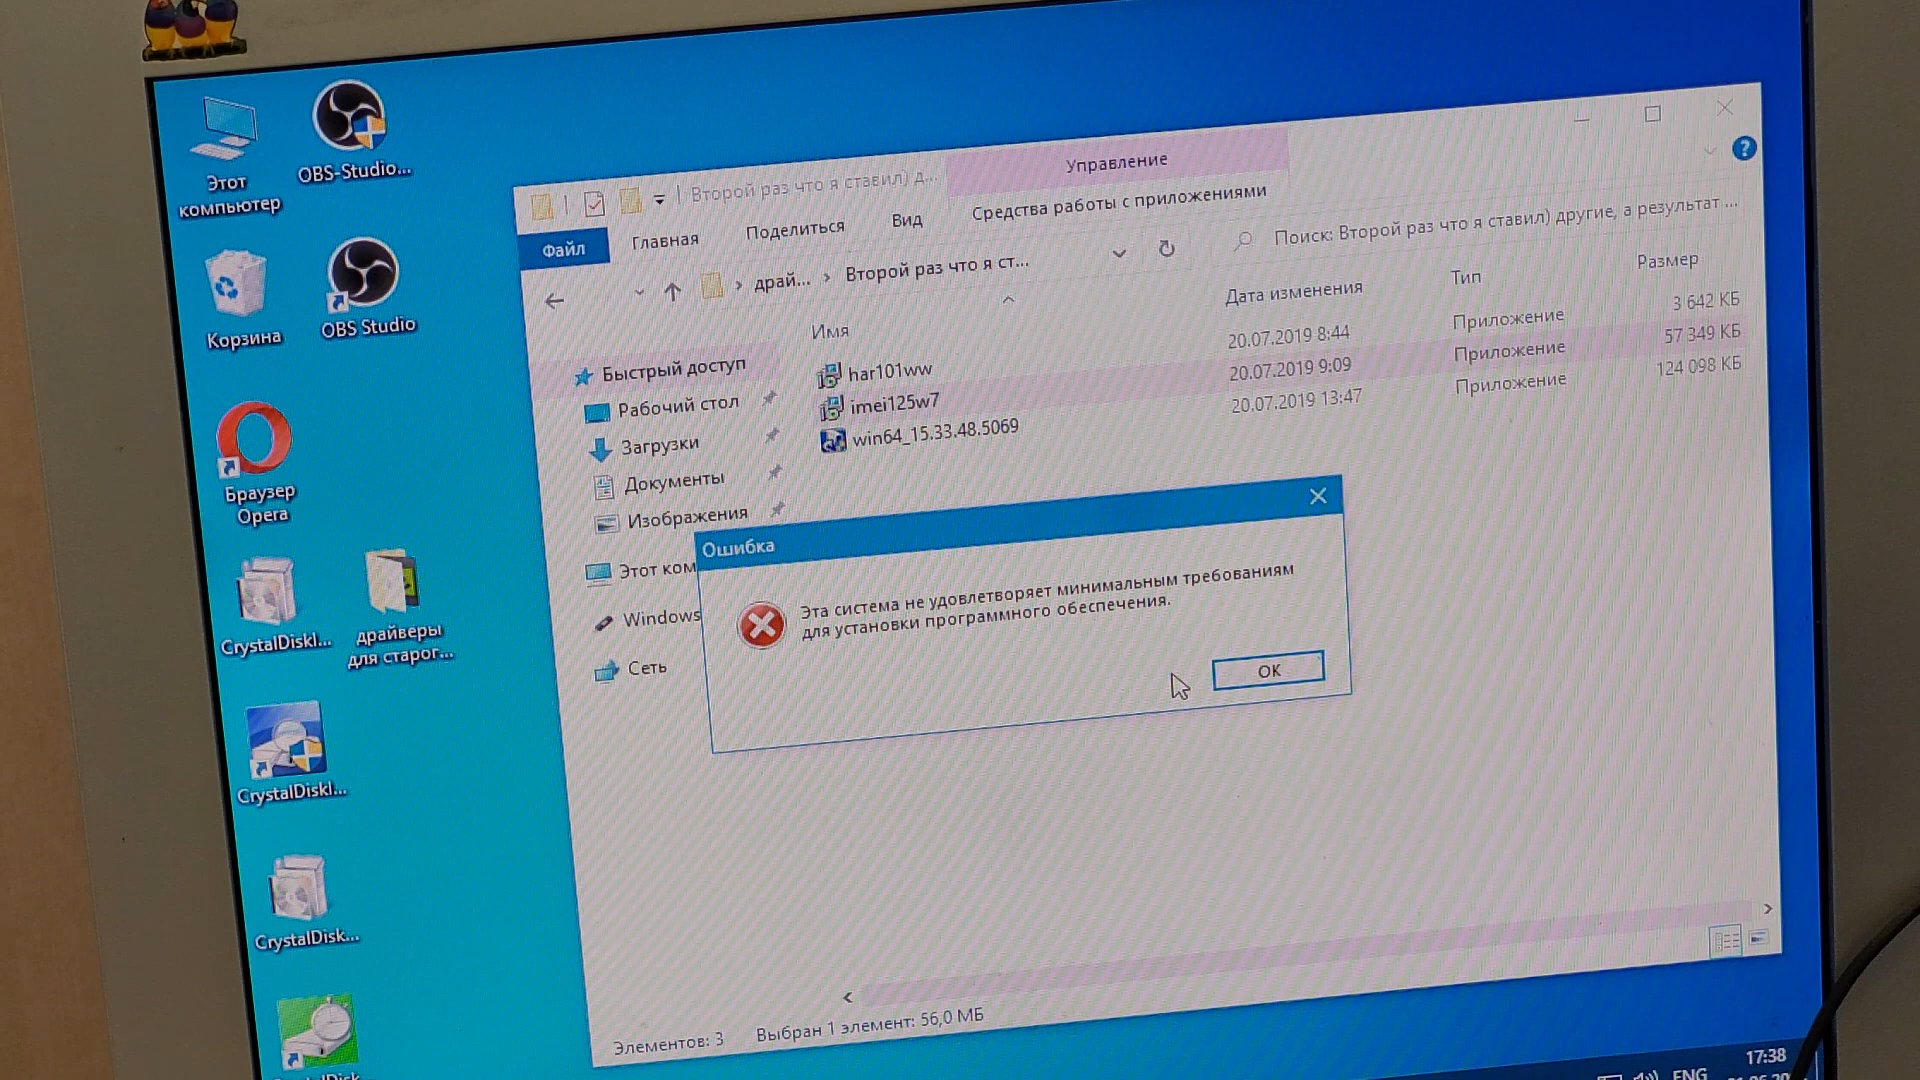 Этот
компьютер
OBS-Studio...
Корзина
OBS Studio
Браузер
Opera
CrystalDiskI...
драйверы
для старог...
CrystalDiskI...
CrystalDisk...
Второй раз что я ставил) д...
Управление
Файл
Главная
Поделиться
Вид
Средства работы с приложениями
драй...
Второй раз что я ст...
Поиск: Второй раз что я ставил) другие, а результат ...
Имя
Дата изменения
Тип
Размер
har101ww
20.07.2019 8:44
Приложение
3 642 КБ
imei125w7
20.07.2019 9:09
Приложение
57 349 КБ
win64_15.33.48.5069
20.07.2019 13:47
Приложение
124 098 КБ
Быстрый доступ
Рабочий стол
Загрузки
Документы
Изображения
Этот ком
Windows
Сеть
Ошибка
Эта система не удовлетворяет минимальным требованиям
для установки программного обеспечения.
OK
Элементов: 3
Выбран 1 элемент: 56,0 МБ
ENG
17:38